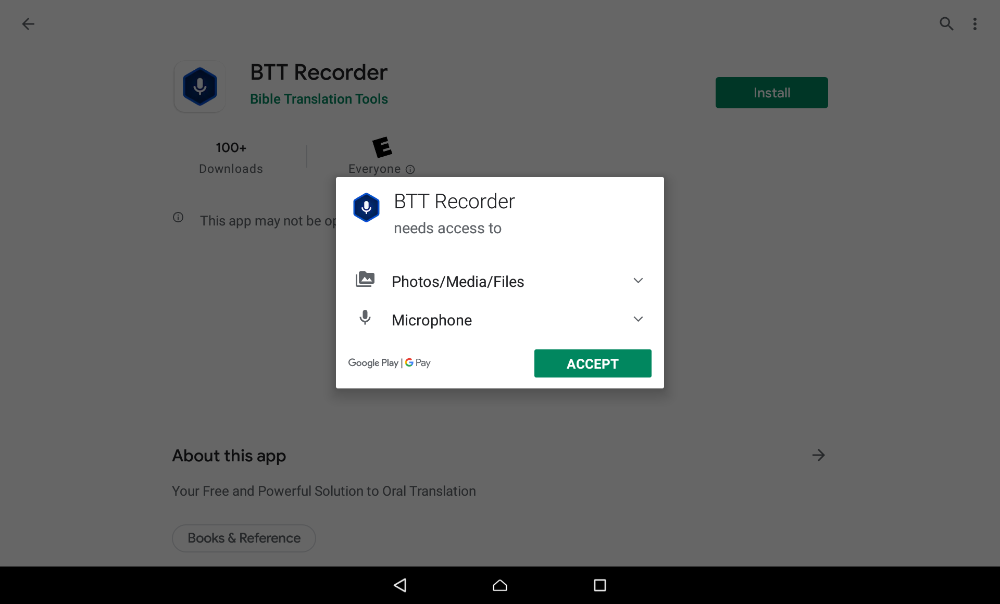 BTT Recorder
Bible Translation Tools
Install
100+
Downloads
E
Everyone
This app may not be op
BTT Recorder
needs access to
Photos/Media/Files
Microphone
Google Play | G Pay
ACCEPT
About this app
Your Free and Powerful Solution to Oral Translation
Books & Reference